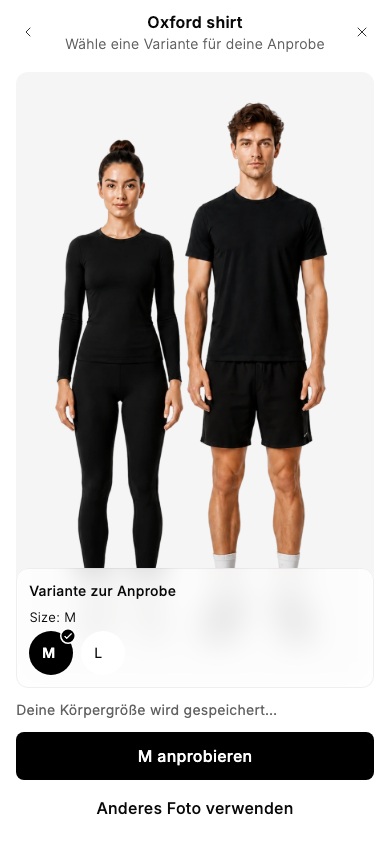 Oxford shirt
Wähle eine Variante für deine Anprobe
Variante zur Anprobe
Size: M
M
L
Deine Körpergröße wird gespeichert...
M anprobieren
Anderes Foto verwenden